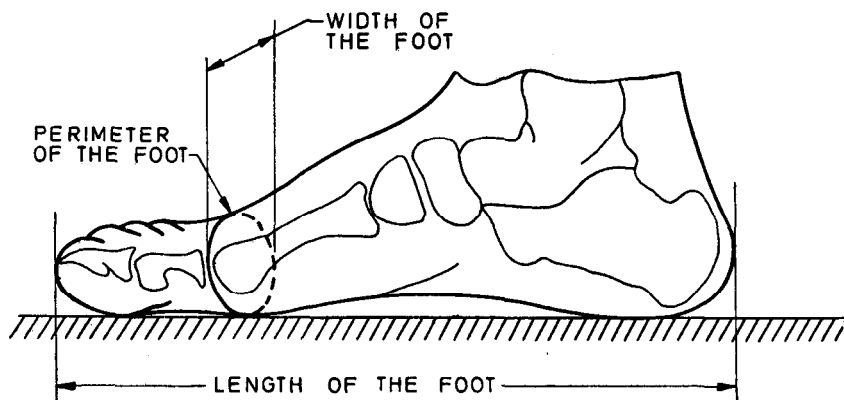 WIDTH OF
THE FOOT
PERIMETER
OF THE FOOT
LENGTH OF THE FOOT